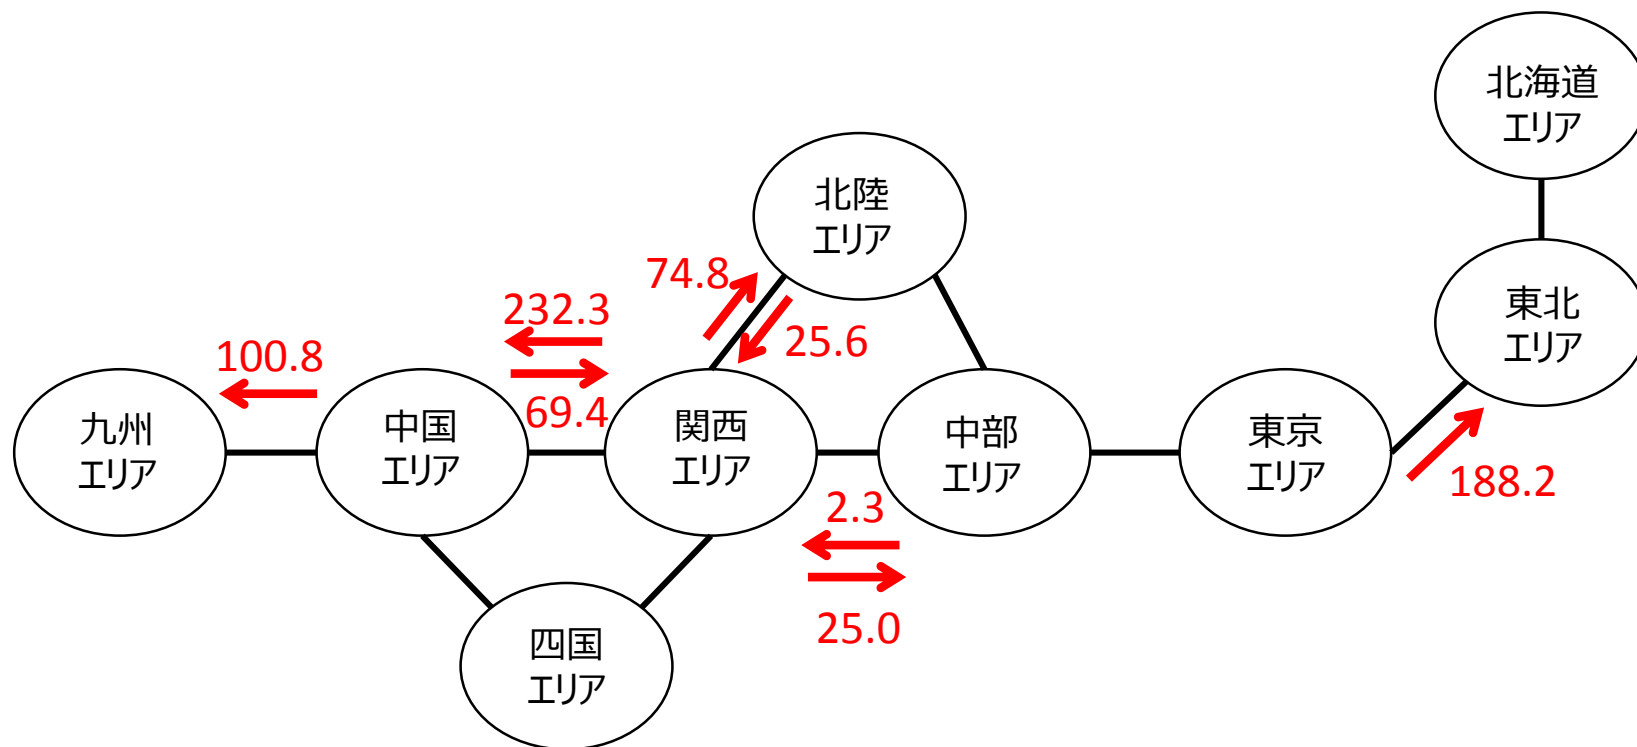 北海道
エリア
北陸
エリア
74.8
25.6
東北
エリア
232.3
69.4
100.8
九州
エリア
中国
エリア
関西
エリア
中部
エリア
東京
エリア
188.2
2.3
25.0
四国
エリア